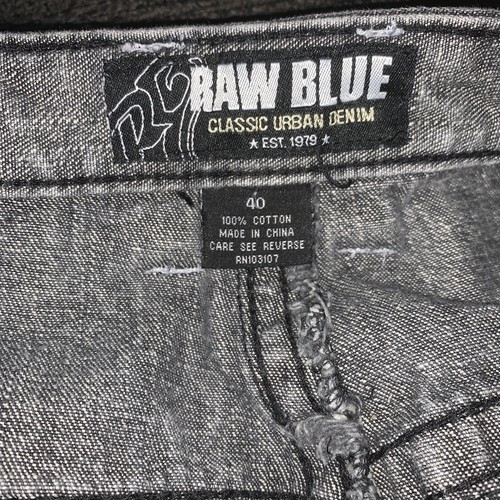 RAW BLUE
CLASSIC URBAN DENIM
★ EST. 1979 ★
40
100% COTTON
MADE IN CHINA
CARE SEE REVERSE
RN103107